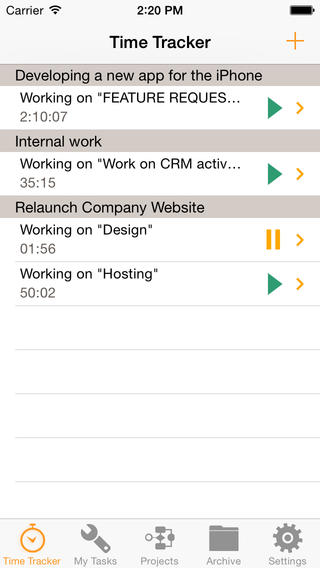 Carrier 2:20 PM
Time Tracker
Developing a new app for the iPhone
Working on "FEATURE REQUES...
2:10:07
Internal work
Working on "Work on CRM activ...
35:15
Relaunch Company Website
Working on "Design"
01:56
Working on "Hosting"
50:02
Time Tracker My Tasks Projects Archive Settings